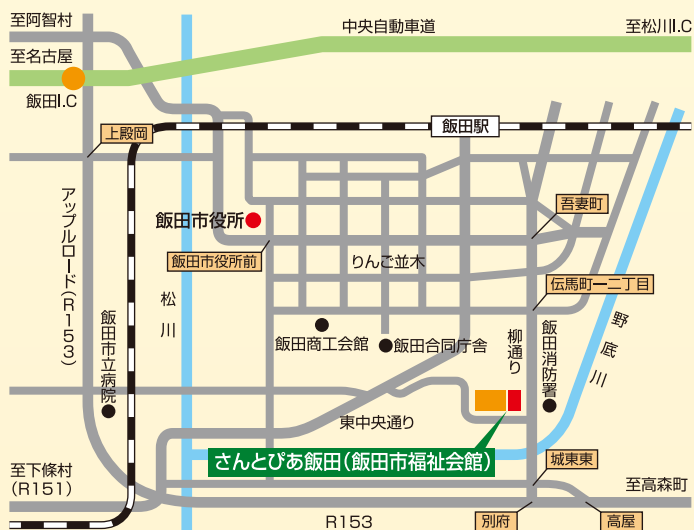 至阿智村
中央自動車道
至松川I.C
至名古屋
飯田I.C
飯田駅
上殿岡
吾妻町
飯田市役所
飯田市役所前
りんご並木
アップルロード(R153)
松川
伝馬町一二丁目
野底川
飯田市立病院
飯田商工会館
飯田合同庁舎
柳通り
飯田消防署
東中央通り
さんとぴあ飯田(飯田市福祉会館)
城東東
至下條村
(R151)
至高森町
R153
別府
高屋